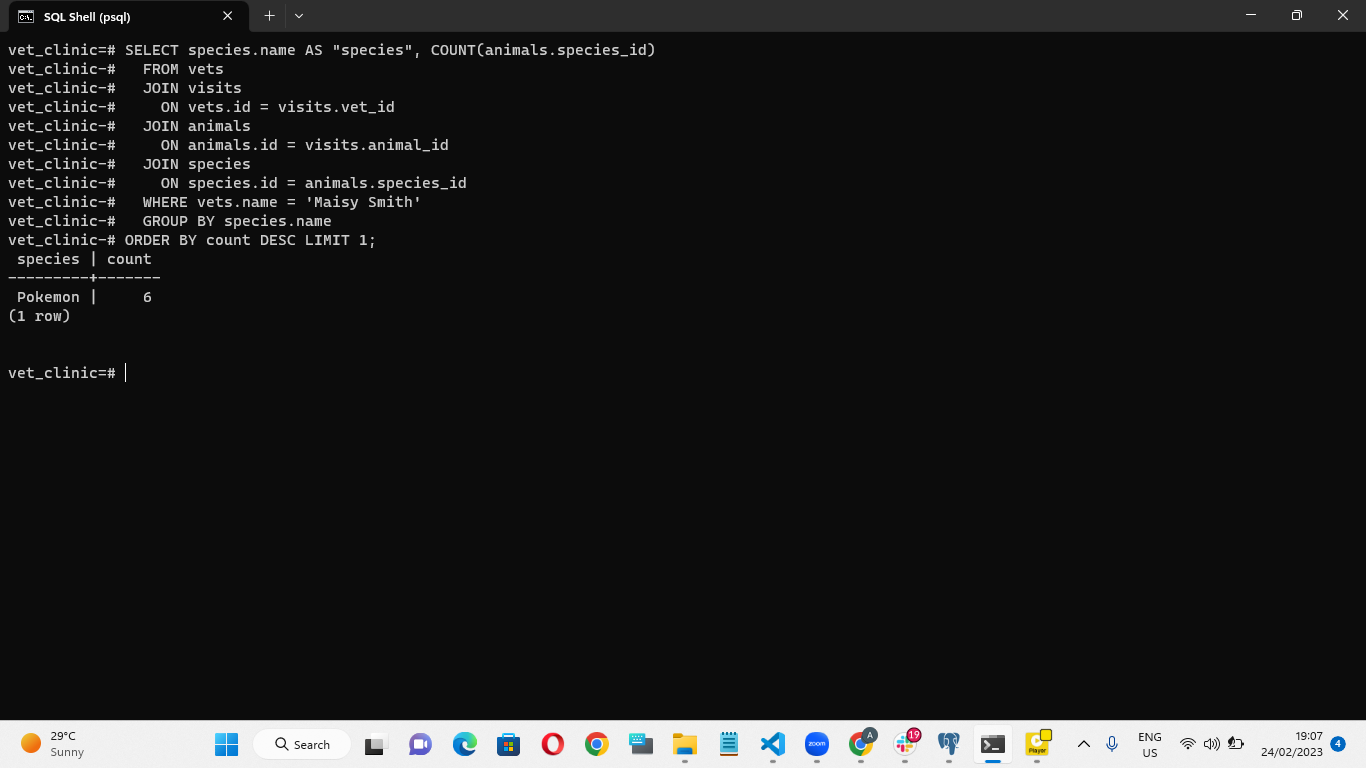 SQL Shell (psql)
vet_clinic=# SELECT species.name AS "species", COUNT(animals.species_id)
vet_clinic-#   FROM vets
vet_clinic-#   JOIN visits
vet_clinic-#     ON vets.id = visits.vet_id
vet_clinic-#   JOIN animals
vet_clinic-#     ON animals.id = visits.animal_id
vet_clinic-#   JOIN species
vet_clinic-#     ON species.id = animals.species_id
vet_clinic-#   WHERE vets.name = 'Maisy Smith'
vet_clinic-#   GROUP BY species.name
vet_clinic-# ORDER BY count DESC LIMIT 1;
 species | count
---------+-------
 Pokemon |     6
(1 row)
vet_clinic=#
29°C
Sunny
Search
zoom
A
19
Player
ENG
US
19:07
24/02/2023
4